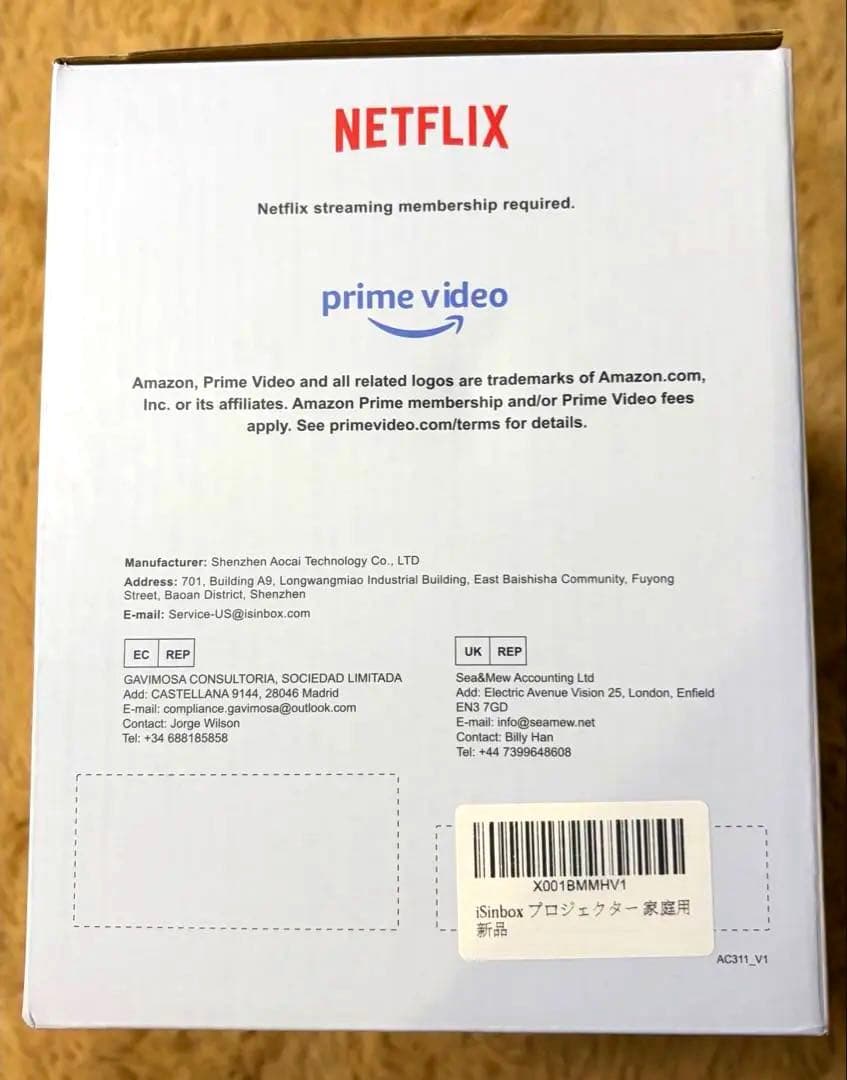 NETFLIX
Netflix streaming membership required.
prime video
Amazon, Prime Video and all related logos are trademarks of Amazon.com,
Inc. or its affiliates. Amazon Prime membership and/or Prime Video fees
apply. See primevideo.com/terms for details.
Manufacturer: Shenzhen Aocai Technology Co., LTD
Address: 701, Building A9, Longwangmiao Industrial Building, East Baishisha Community, Fuyong
Street, Baoan District, Shenzhen
E-mail: Service-US@isinbox.com
EC REP
GAVIMOSA CONSULTORIA, SOCIEDAD LIMITADA
Add: CASTELLANA 9144, 28046 Madrid
E-mail: compliance.gavimosa@outlook.com
Contact: Jorge Wilson
Tel: +34 688185858
UK REP
Sea&Mew Accounting Ltd
Add: Electric Avenue Vision 25, London, Enfield
EN3 7GD
E-mail: info@seamew.net
Contact: Billy Han
Tel: +44 7399648608
X001BMMHV1
iSinbox プロジェクター 家庭用
新品
AC311_V1